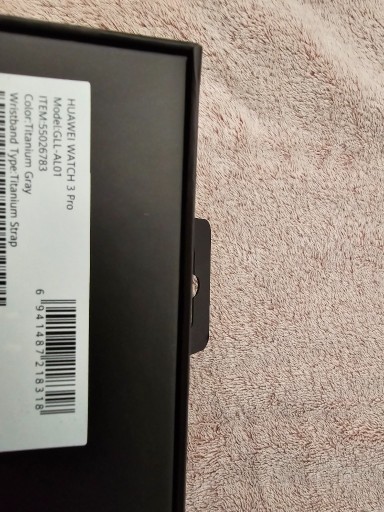 HUAWEI WATCH 3 Pro
Model:GLL-AL01
ITEM:55026783
Color:Titanium Gray
Wristband Type:Titanium Strap
6 941487 218318